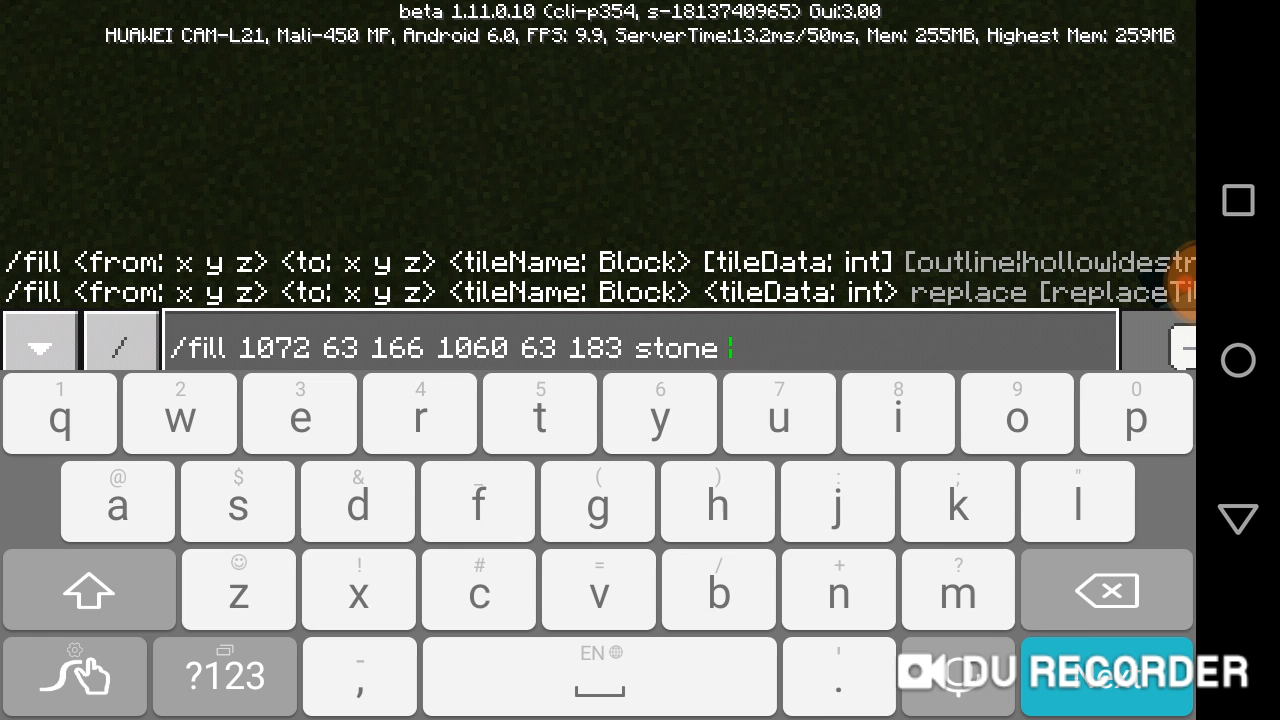 beta 1.11.0.10 (cli-p354, s-1813740965) Gui:3.00
HUAWEI CAM-L21, Mali-450 MP, Android 6.0, FPS: 9.9, ServerTime:13.2ms/50ms, Mem: 255MB, Highest Mem: 259MB
/fill <from: x y z> <to: x y z> <tileName: Block> [tileData: int] [outline|hollow|destr
/fill <from: x y z> <to: x y z> <tileName: Block> <tileData: int> replace [replaceTi
/ /fill 1072 63 166 1060 63 183 stone
1 2 3 4 5 6 7 8 9 0
q w e r t y u i o p
@ $ & _ ( ) : ; "
a s d f g h j k l
! # = / + ?
z x c v b n m
- EN '
?123 , .
DU RECORDER
Next